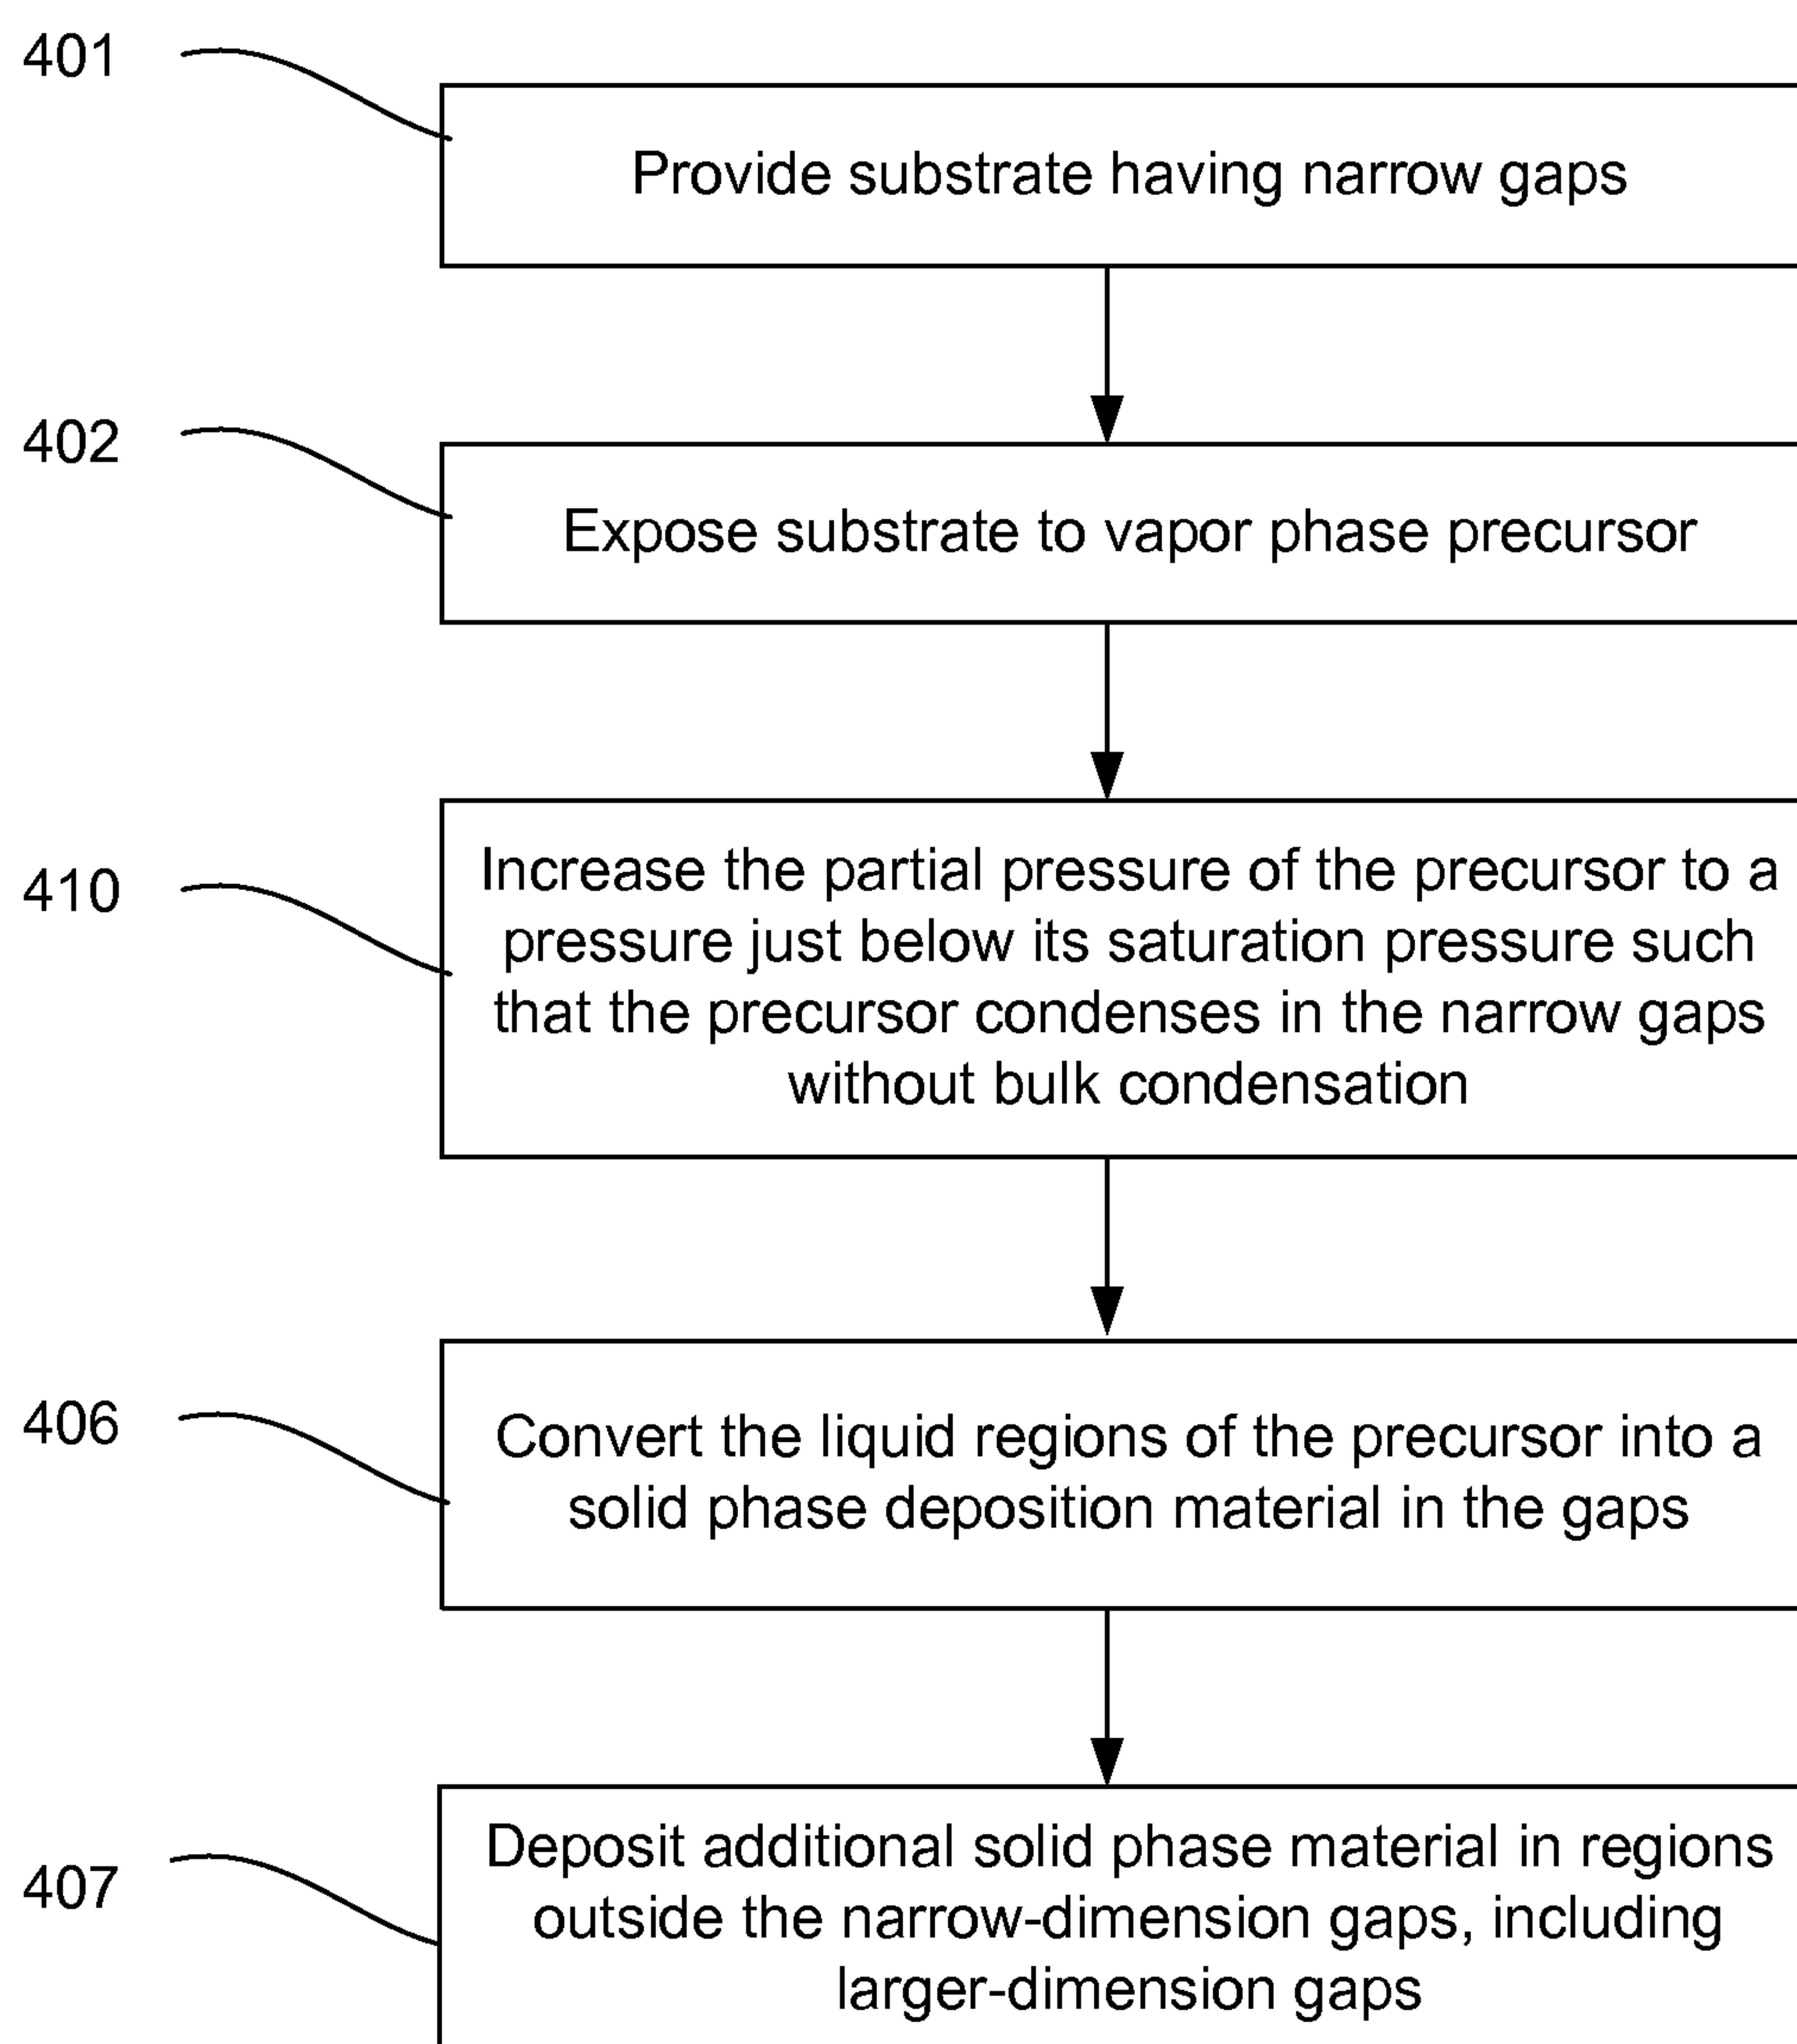 401
Provide substrate having narrow gaps
402
Expose substrate to vapor phase precursor
410
Increase the partial pressure of the precursor to a
pressure just below its saturation pressure such
that the precursor condenses in the narrow gaps
without bulk condensation
406
Convert the liquid regions of the precursor into a
solid phase deposition material in the gaps
407
Deposit additional solid phase material in regions
outside the narrow-dimension gaps, including
larger-dimension gaps